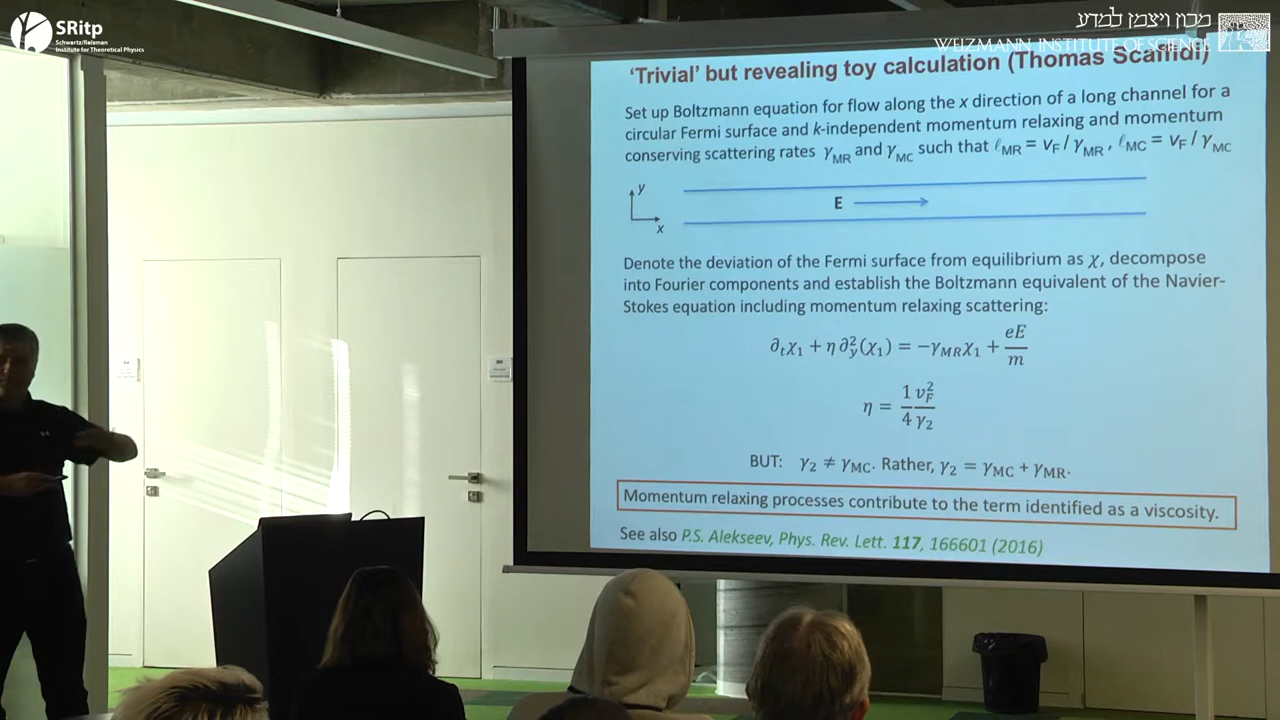 SRitp
Schwartz/Reisman
Institute for Theoretical Physics
מכון ויצמן למדע
WEIZMANN INSTITUTE OF SCIENCE
'Trivial' but revealing toy calculation (Thomas Scaffidi)
Set up Boltzmann equation for flow along the x direction of a long channel for a
circular Fermi surface and k-independent momentum relaxing and momentum
conserving scattering rates γ_MR and γ_MC such that ℓ_MR = v_F / γ_MR , ℓ_MC = v_F / γ_MC
y
E
x
Denote the deviation of the Fermi surface from equilibrium as χ, decompose
into Fourier components and establish the Boltzmann equivalent of the Navier-
Stokes equation including momentum relaxing scattering:
∂_t χ_1 + η ∂_y^2 (χ_1) = −γ_MR χ_1 + eE/m
η = 1/4 v_F^2/γ_2
BUT: γ_2 ≠ γ_MC. Rather, γ_2 = γ_MC + γ_MR.
Momentum relaxing processes contribute to the term identified as a viscosity.
See also P.S. Alekseev, Phys. Rev. Lett. 117, 166601 (2016)